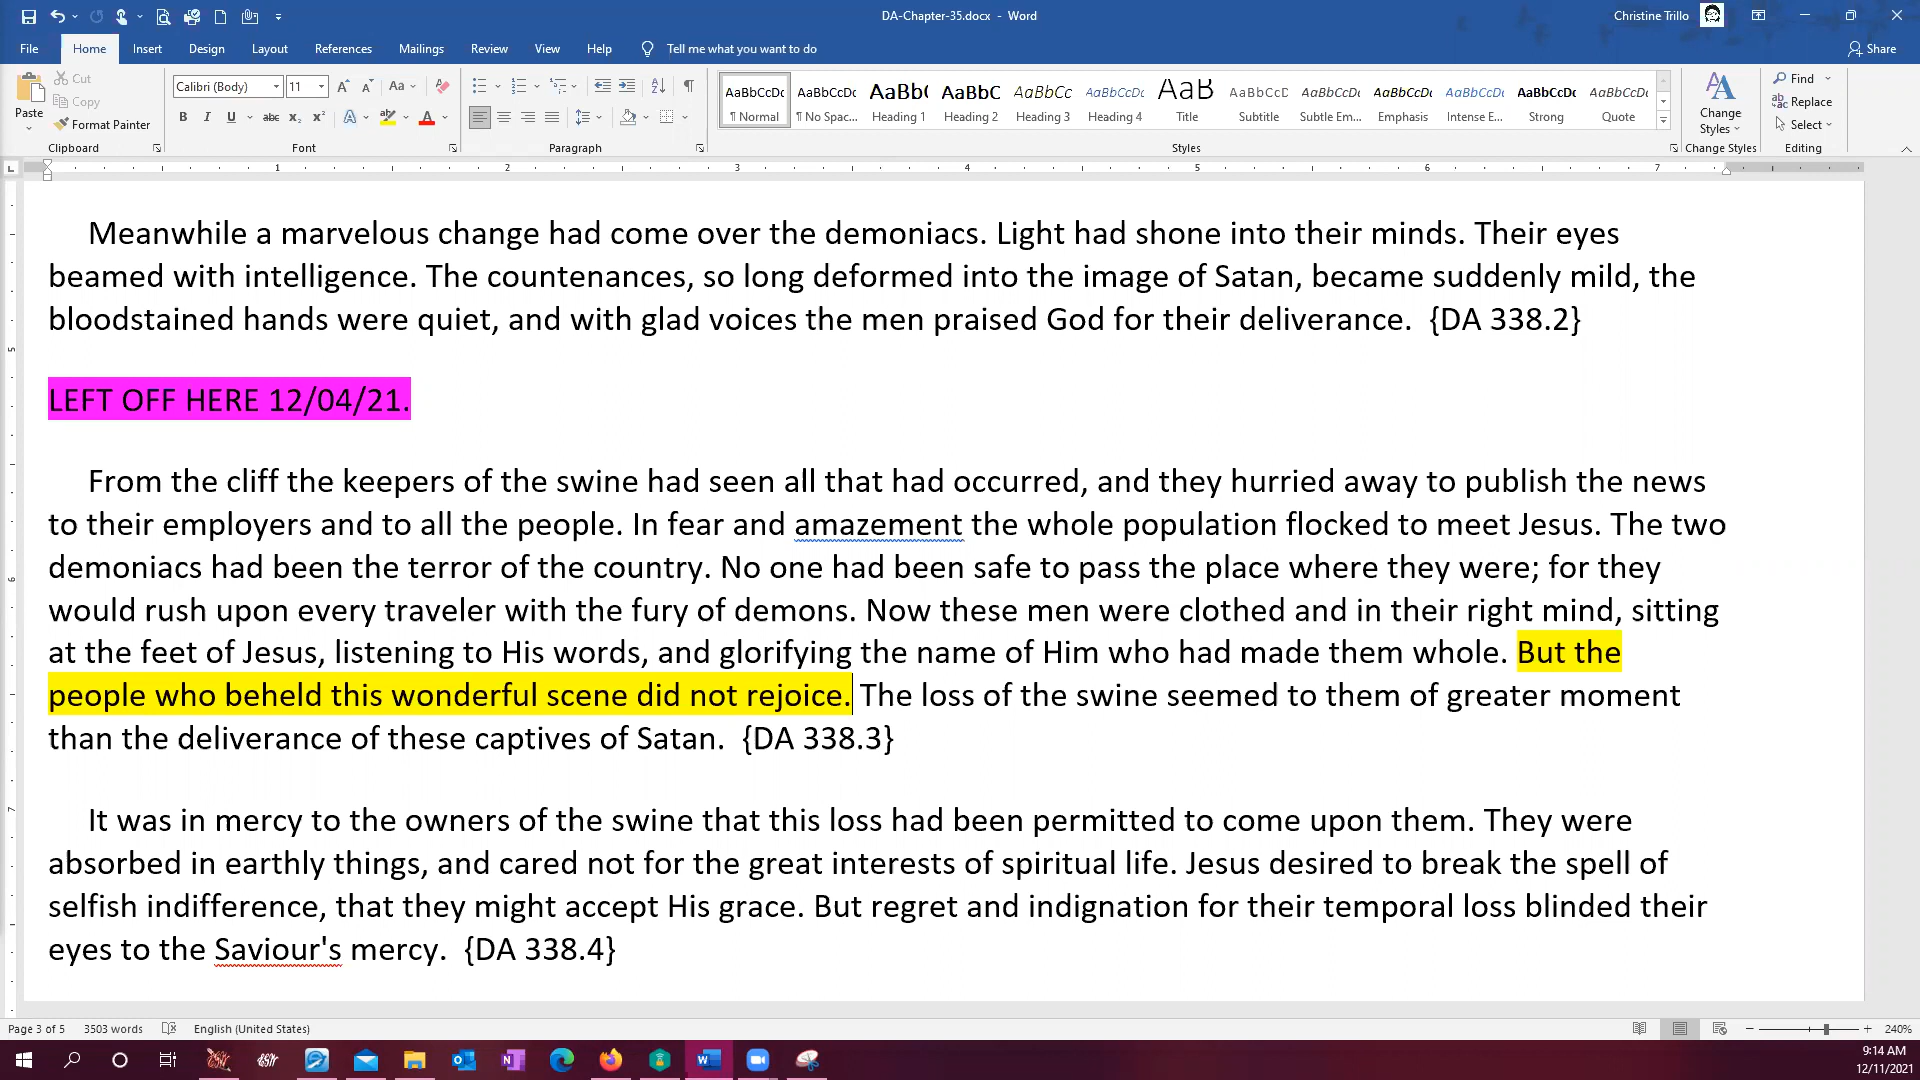 DA-Chapter-35.docx - Word
Christine Trillo
File Home Insert Design Layout References Mailings Review View Help Tell me what you want to do Share
Cut
Copy
Paste
Format Painter
Clipboard
Calibri (Body) 11
Font
Paragraph
AaBbCcDc AaBbCcDc AaBbC AaBbC AaBbCc AaBbCcDc AaB AaBbCcD AaBbCcDc AaBbCcDc AaBbCcDc AaBbCcDc AaBbCcDc
¶ Normal ¶ No Spac... Heading 1 Heading 2 Heading 3 Heading 4 Title Subtitle Subtle Em... Emphasis Intense E... Strong Quote
Styles
Change Styles
Change Styles
Find
Replace
Select
Editing
1 2 3 4 5 6 7
Meanwhile a marvelous change had come over the demoniacs. Light had shone into their minds. Their eyes
beamed with intelligence. The countenances, so long deformed into the image of Satan, became suddenly mild, the
bloodstained hands were quiet, and with glad voices the men praised God for their deliverance. {DA 338.2}
LEFT OFF HERE 12/04/21.
From the cliff the keepers of the swine had seen all that had occurred, and they hurried away to publish the news
to their employers and to all the people. In fear and amazement the whole population flocked to meet Jesus. The two
demoniacs had been the terror of the country. No one had been safe to pass the place where they were; for they
would rush upon every traveler with the fury of demons. Now these men were clothed and in their right mind, sitting
at the feet of Jesus, listening to His words, and glorifying the name of Him who had made them whole. But the
people who beheld this wonderful scene did not rejoice. The loss of the swine seemed to them of greater moment
than the deliverance of these captives of Satan. {DA 338.3}
It was in mercy to the owners of the swine that this loss had been permitted to come upon them. They were
absorbed in earthly things, and cared not for the great interests of spiritual life. Jesus desired to break the spell of
selfish indifference, that they might accept His grace. But regret and indignation for their temporal loss blinded their
eyes to the Saviour's mercy. {DA 338.4}
Page 3 of 5 3503 words English (United States) 240%
9:14 AM
12/11/2021